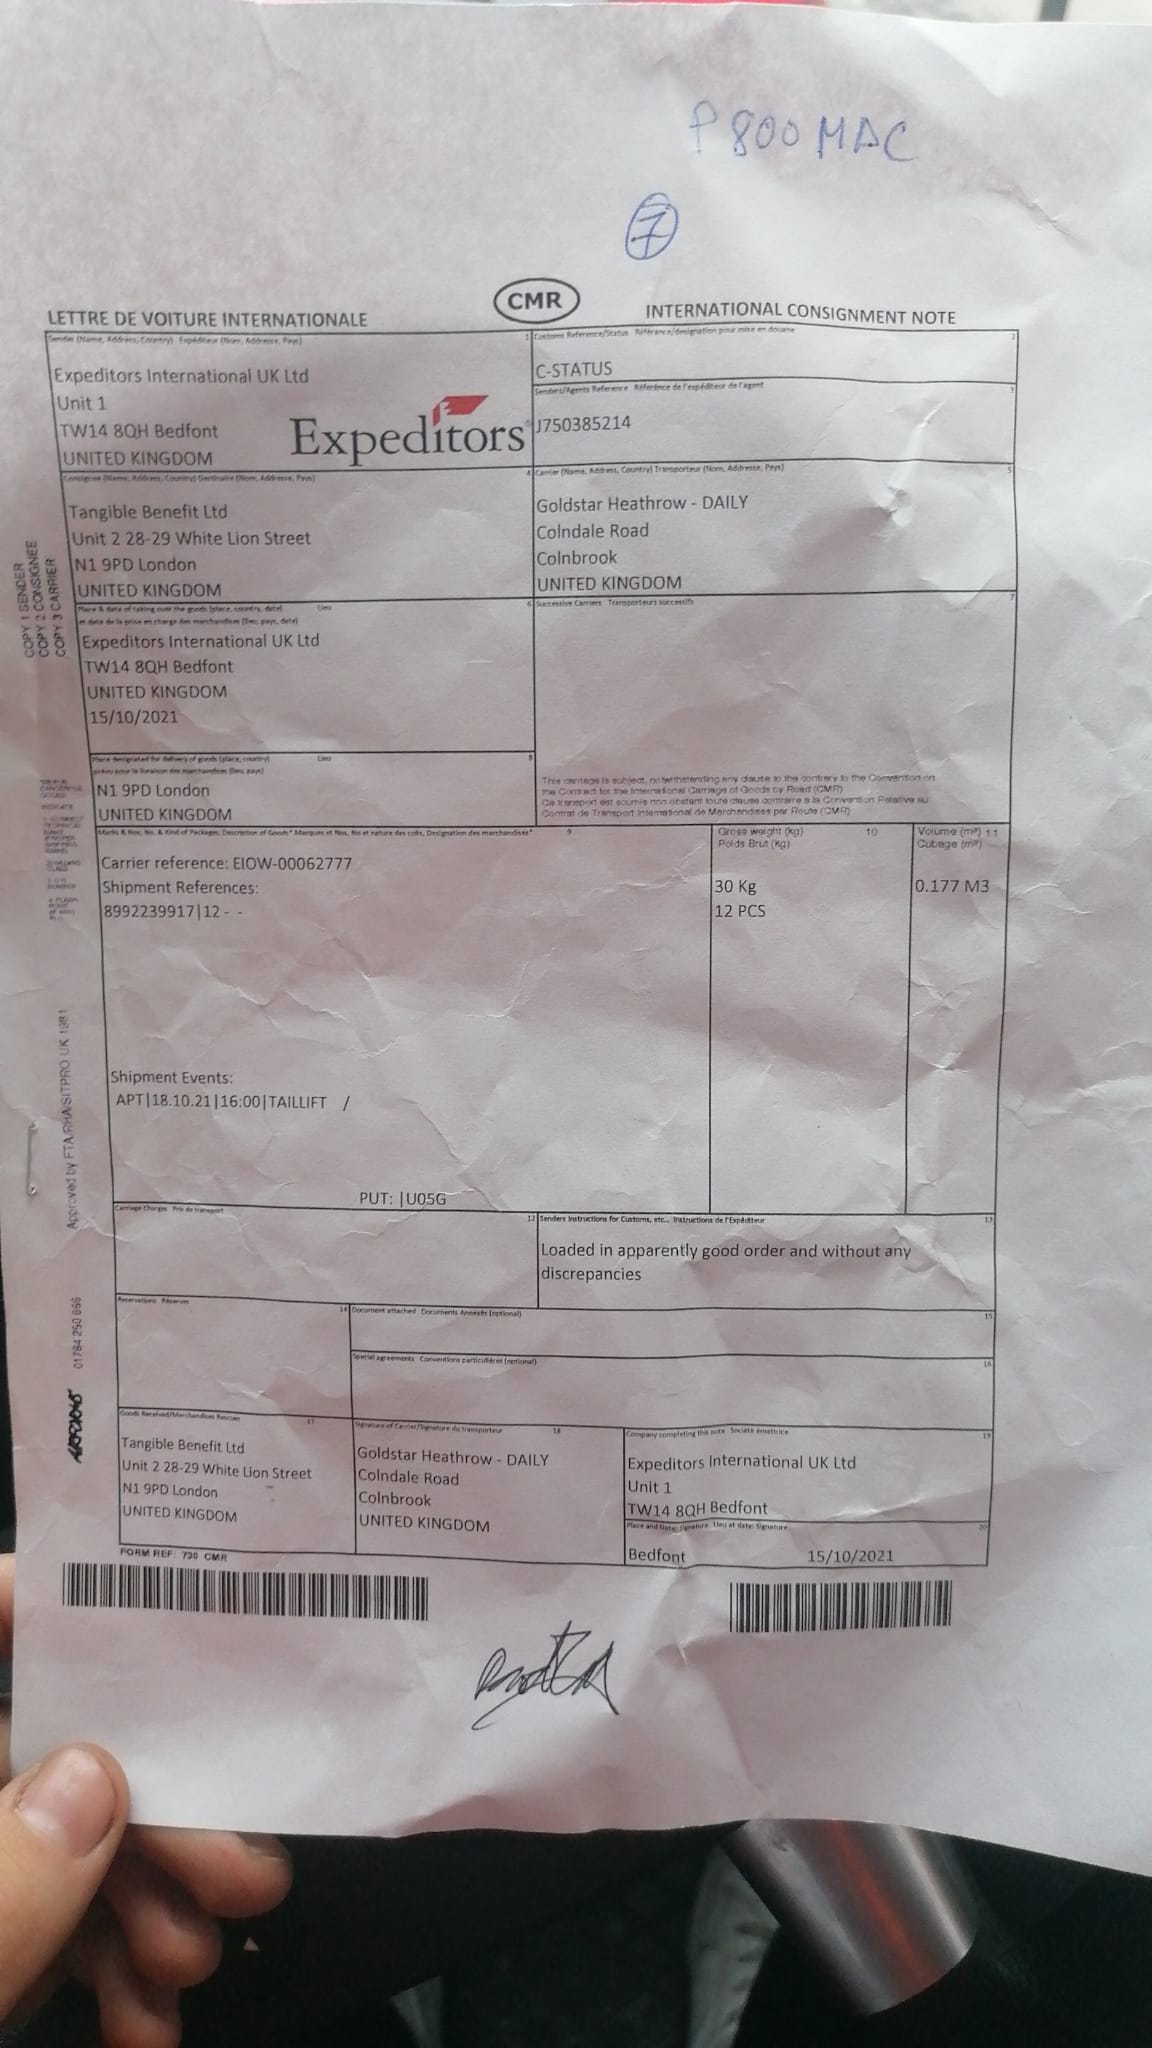 P800MAC
7
LETTRE DE VOITURE INTERNATIONALE
CMR
INTERNATIONAL CONSIGNMENT NOTE
Sender (Name, Address, Country) Expéditeur (Nom, Addresse, Pays) 1
Expeditors International UK Ltd
Unit 1
TW14 8QH Bedfont
UNITED KINGDOM
Expeditors
Customs Reference/Status Référance/designation pour mise en douane 2
C-STATUS
Senders/Agents Reference Référence de l'expéditeur de l'agent 3
J750385214
Consignee (Name, Address, Country) Destinaire (Nom, Addresse, Pays) 4
Tangible Benefit Ltd
Unit 2 28-29 White Lion Street
N1 9PD London
UNITED KINGDOM
Carrier (Name, Address, Country) Transporteur (Nom, Addresse, Pays) 5
Goldstar Heathrow - DAILY
Colndale Road
Colnbrook
UNITED KINGDOM
COPY 1 SENDER
COPY 2 CONSIGNEE
COPY 3 CARRIER
Place & date of taking over the goods (place, country, date) Lieu 6
et date de la prise en charge des marchandises (lieu, pays, date)
Expeditors International UK Ltd
TW14 8QH Bedfont
UNITED KINGDOM
15/10/2021
Successive Carriers Transporteurs successifs 7
Place designated for delivery of goods (place, country) Lieu 8
prévu pour la livraison des marchandises (lieu, pays)
N1 9PD London
UNITED KINGDOM
This carriage is subject, notwithstanding any clause to the contrary to the Convention on
the Contract for the International Carriage of Goods by Road (CMR)
Ce transport est soumis non obstant toute clause contraire a la Convention Relative au
Contrat de Transport International de Marchandises par Route (CMR)
Marks & Nos, No. & Kind of Packages, Description of Goods* Marques et Nos, No et nature des colis, Designation des marchandises* 9
Gross weight (kg) 10
Poids Brut (kg)
Volume (m³) 11
Cubage (m³)
Carrier reference: EIOW-00062777
Shipment References:
8992239917|12 - -
30 Kg
12 PCS
0.177 M3
Shipment Events:
APT|18.10.21|16:00|TAILLIFT /
PUT: |U05G
Approved by FTA/RHA/SITPRO UK 1981
01784 250 666
Carriage Charges Prix de transport 12
Senders Instructions for Customs, etc... Instructions de l'Expéditeur 13
Loaded in apparently good order and without any
discrepancies
Reservations Réserves 14
Document attached Documents Annexés (optional) 15
Special agreements Conventions particulières (optional) 16
Goods Received/Merchandises Rescues 17
Tangible Benefit Ltd
Unit 2 28-29 White Lion Street
N1 9PD London
UNITED KINGDOM
Signature of Carrier/Signature du transporteur 18
Goldstar Heathrow - DAILY
Colndale Road
Colnbrook
UNITED KINGDOM
Company completing this note Société émettrice 19
Expeditors International UK Ltd
Unit 1
TW14 8QH Bedfont
Place and Date: Signature Lieu at date: Signature 20
Bedfont 15/10/2021
FORM REF: 730 CMR